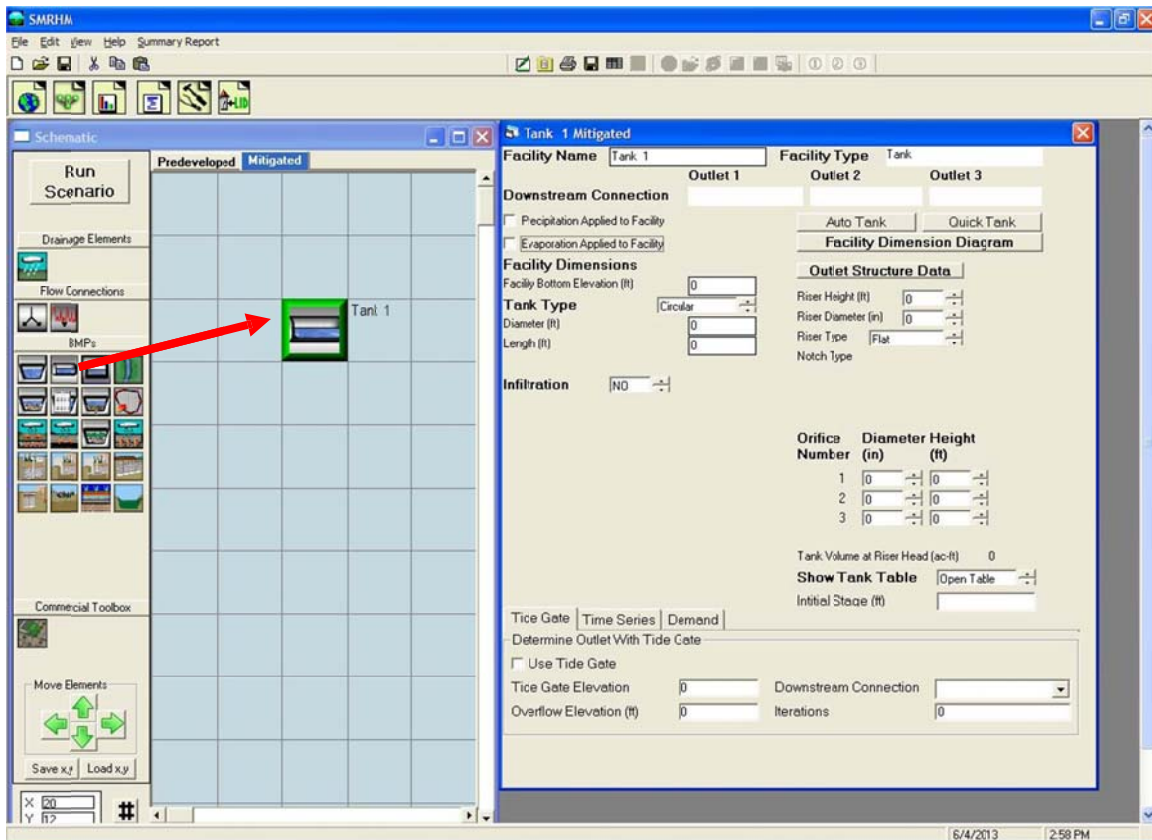 SMRHM
File Edit View Help Summary Report
Schematic
Run Scenario
Predeveloped Mitigated
Drainage Elements
Flow Connections
BMPs
Commercial Toolbox
Move Elements
Save x,y Load x,y
X 20
Y 12
#
Tank 1
Tank 1 Mitigated
Facility Name Tank 1 Facility Type Tank
Outlet 1 Outlet 2 Outlet 3
Downstream Connection
Pecipitation Applied to Facility
Auto Tank Quick Tank
Evaporation Applied to Facility
Facility Dimension Diagram
Facility Dimensions
Outlet Structure Data
Faciliy Bottom Elevation (ft) 0
Tank Type Circular
Diameter (ft) 0
Lengh (ft) 0
Infiltration NO
Riser Height (ft) 0
Riser Diameter (in) 0
Riser Type Flat
Notch Type
Orifice Diameter Height
Number (in) (ft)
1 0 0
2 0 0
3 0 0
Tank Volume at Riser Head (ac-ft) 0
Show Tank Table Open Table
Intitial Stage (ft)
Tice Gate Time Series Demand
Determine Outlet With Tide Gate
Use Tide Gate
Tice Gate Elevation 0 Downstream Connection
Overflow Elevation (ft) 0 Iterations 0
6/4/2013 2:58 PM